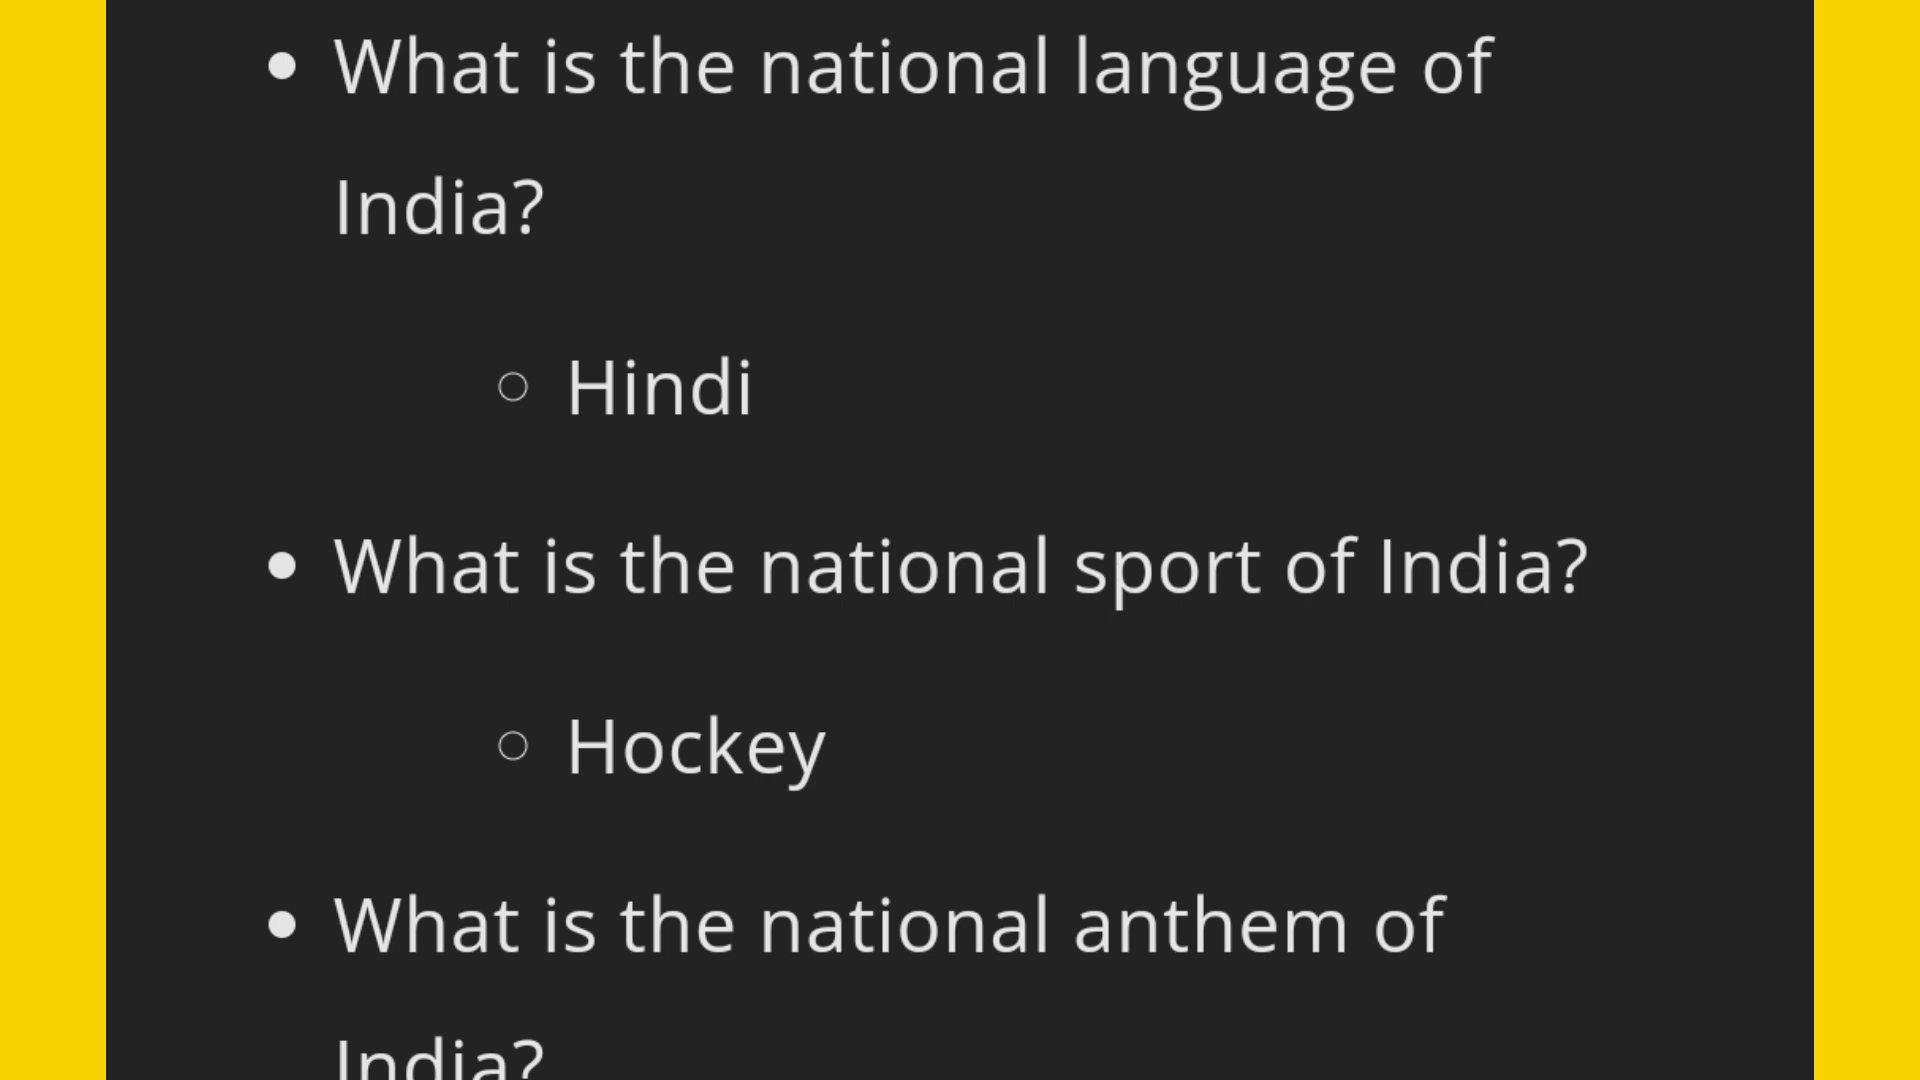 • What is the national language of
India?
○ Hindi
• What is the national sport of India?
○ Hockey
• What is the national anthem of
India?